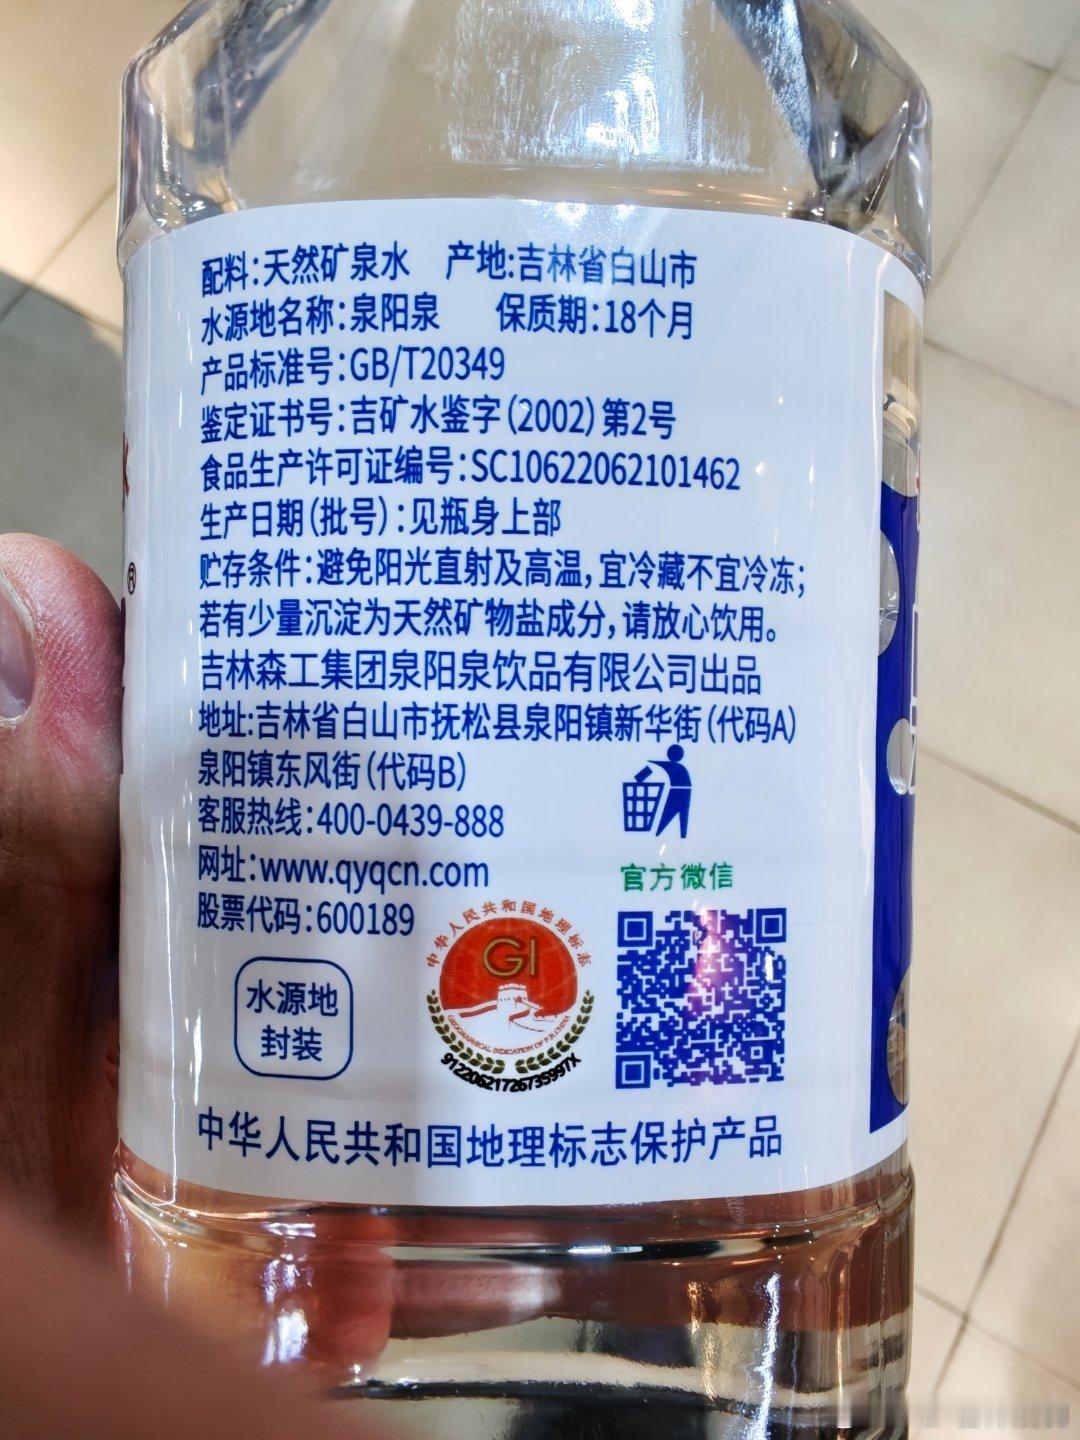 配料:天然矿泉水 产地:吉林省白山市
水源地名称:泉阳泉 保质期:18个月
产品标准号:GB/T20349
鉴定证书号:吉矿水鉴字(2002)第2号
食品生产许可证编号:SC10622062101462
生产日期(批号):见瓶身上部
贮存条件:避免阳光直射及高温,宜冷藏不宜冷冻;
若有少量沉淀为天然矿物盐成分,请放心饮用。
吉林森工集团泉阳泉饮品有限公司出品
地址:吉林省白山市抚松县泉阳镇新华街(代码A)
泉阳镇东风街(代码B)
客服热线:400-0439-888
网址:www.qyqcn.com
股票代码:600189
官方微信
水源地
封装
中华人民共和国地理标志
GI
GEOGRAPHICAL INDICATION OF P.R.CHINA
91220621726735997X
中华人民共和国地理标志保护产品
®